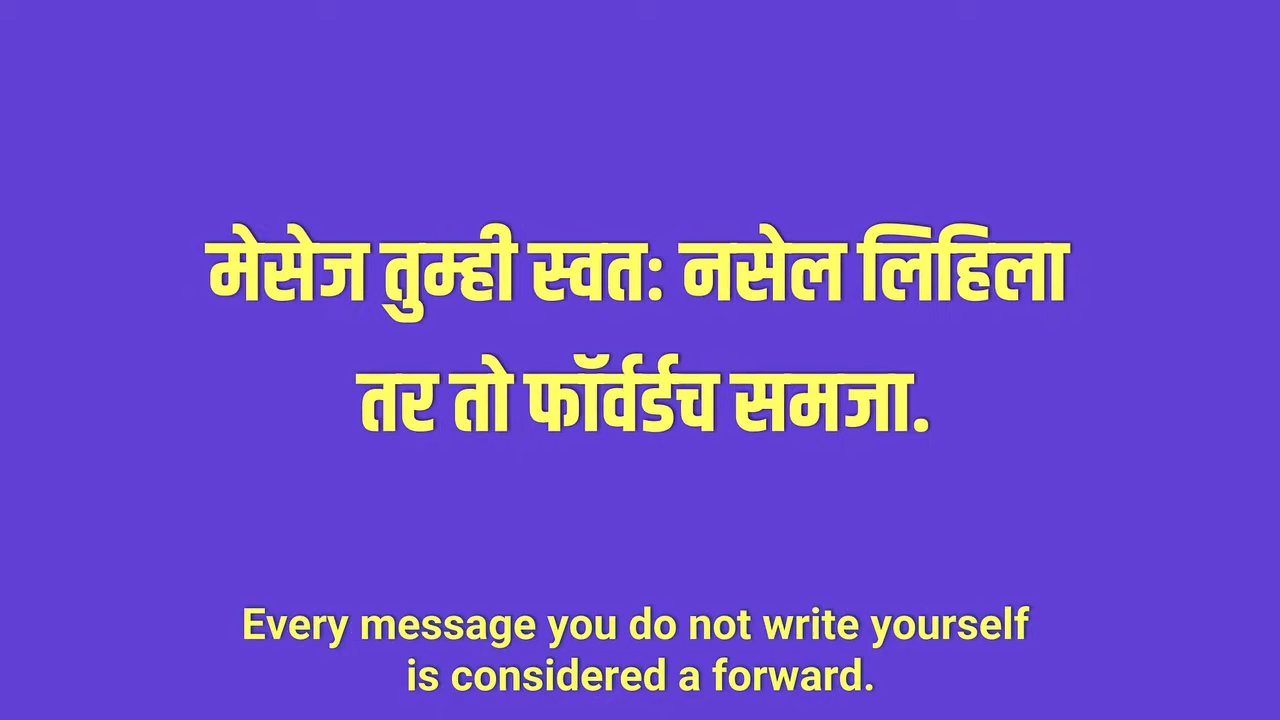 मेसेज तुम्ही स्वत: नसेल लिहिला
तर तो फॉर्वर्डच समजा.
Every message you do not write yourself
is considered a forward.